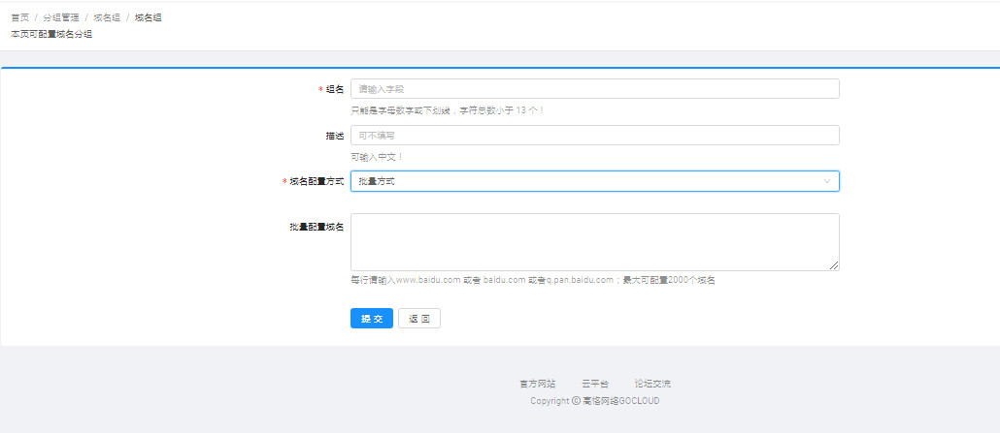 首页 / 分组管理 / 域名组 / 域名组
本页可配置域名分组
* 组名 请输入字段
只能是字母数字或下划线，字符总数小于 13 个！
描述 可不填写
可输入中文！
* 域名配置方式 批量方式
批量配置域名
每行请输入www.baidu.com 或者 baidu.com 或者q.pan.baidu.com；最大可配置2000个域名
提 交 返 回
官方网站 云平台 论坛交流
Copyright © 高恪网络GOCLOUD